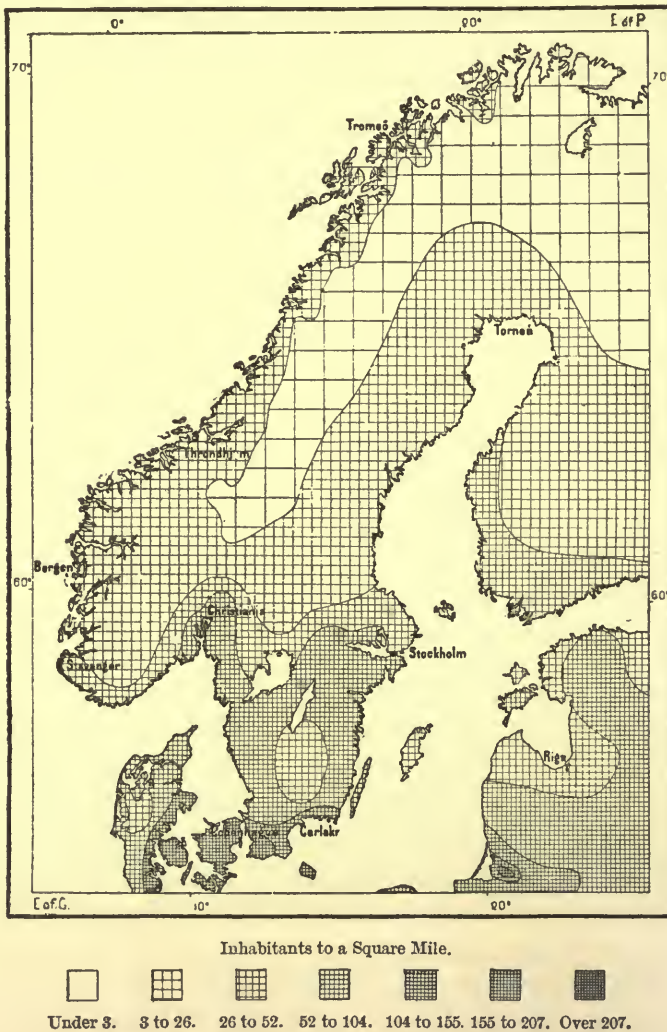 0° 20° E of P
70° 70°
Tromsö
Torneå
Throndhj m
Bergen
60° 60°
Christiania
Stavanger
Stockholm
Riga
Copenhague Carlskr
E of G. 10° 20°
Inhabitants to a Square Mile.
Under 3. 3 to 26. 26 to 52. 52 to 104. 104 to 155. 155 to 207. Over 207.